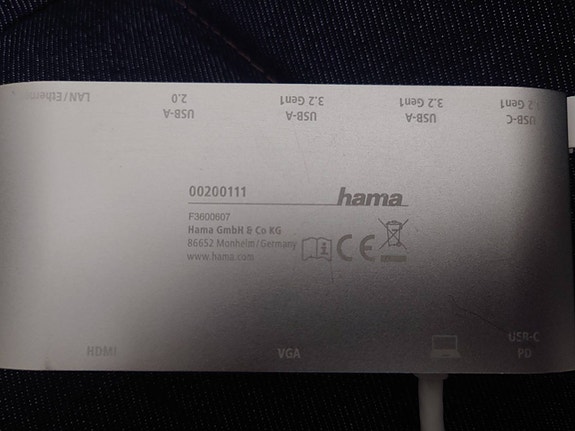 LAN/Ethernet
USB-A
2.0
USB-A
3.2 Gen1
USB-A
3.2 Gen1
USB-C
3.2 Gen1
00200111
hama
F3600607
Hama GmbH & Co KG
86652 Monheim/Germany
www.hama.com
CE
HDMI
VGA
USB-C
PD